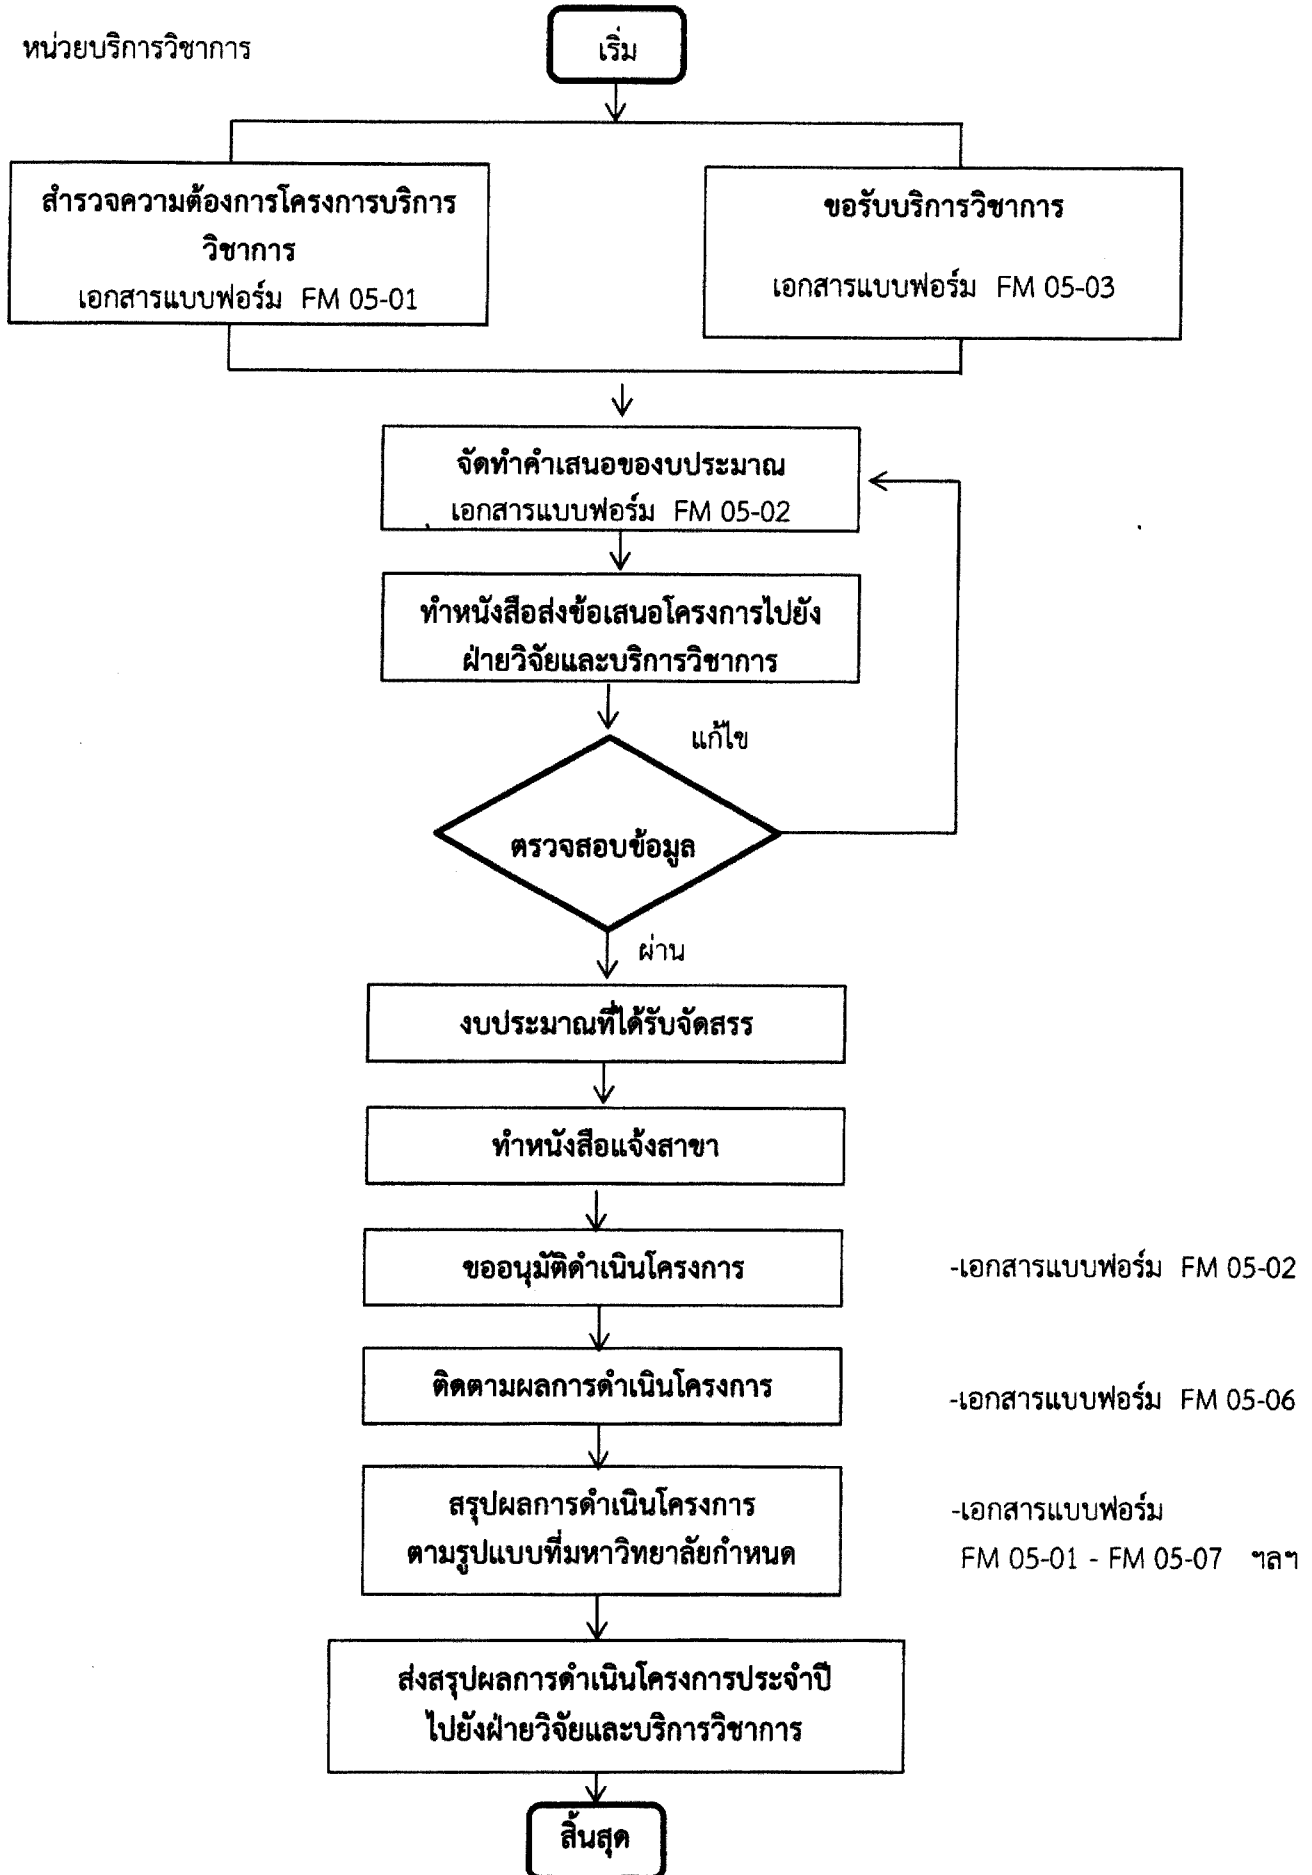 หน่วยบริการวิชาการ
เริ่ม
สำรวจความต้องการโครงการบริการ
วิชาการ
เอกสารแบบฟอร์ม FM 05-01
ขอรับบริการวิชาการ
เอกสารแบบฟอร์ม FM 05-03
จัดทำคำเสนอของบประมาณ
เอกสารแบบฟอร์ม FM 05-02
ทำหนังสือส่งข้อเสนอโครงการไปยัง
ฝ่ายวิจัยและบริการวิชาการ
แก้ไข
ตรวจสอบข้อมูล
ผ่าน
งบประมาณที่ได้รับจัดสรร
ทำหนังสือแจ้งสาขา
ขออนุมัติดำเนินโครงการ
-เอกสารแบบฟอร์ม FM 05-02
ติดตามผลการดำเนินโครงการ
-เอกสารแบบฟอร์ม FM 05-06
สรุปผลการดำเนินโครงการ
ตามรูปแบบที่มหาวิทยาลัยกำหนด
-เอกสารแบบฟอร์ม
FM 05-01 - FM 05-07 ฯลฯ
ส่งสรุปผลการดำเนินโครงการประจำปี
ไปยังฝ่ายวิจัยและบริการวิชาการ
สิ้นสุด